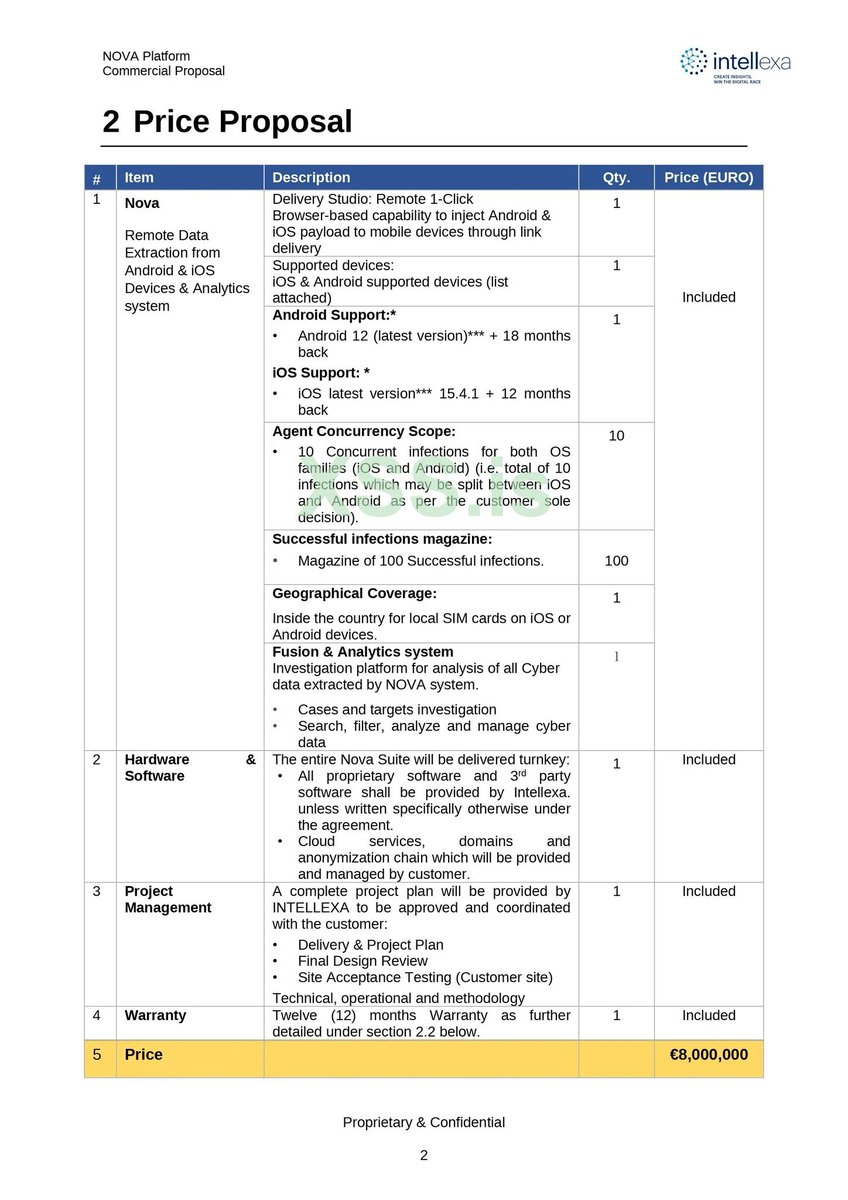 NOVA Platform
Commercial Proposal
intellexa
CREATE INSIGHTS,
WIN THE DIGITAL RACE
2 Price Proposal
# Item Description Qty. Price (EURO)
1 Nova
Remote Data
Extraction from
Android & iOS
Devices & Analytics
system
Delivery Studio: Remote 1-Click
Browser-based capability to inject Android &
iOS payload to mobile devices through link
delivery
1
Included
Supported devices:
iOS & Android supported devices (list
attached)
1
Android Support:*
• Android 12 (latest version)*** + 18 months
back
iOS Support: *
• iOS latest version*** 15.4.1 + 12 months
back
1
Agent Concurrency Scope:
• 10 Concurrent infections for both OS
families (iOS and Android) (i.e. total of 10
infections which may be split between iOS
and Android as per the customer sole
decision).
10
XSS.is
Successful infections magazine:
• Magazine of 100 Successful infections.
100
Geographical Coverage:
Inside the country for local SIM cards on iOS or
Android devices.
1
Fusion & Analytics system
Investigation platform for analysis of all Cyber
data extracted by NOVA system.
• Cases and targets investigation
• Search, filter, analyze and manage cyber
data
1
2 Hardware &
Software
The entire Nova Suite will be delivered turnkey:
• All proprietary software and 3rd party
software shall be provided by Intellexa.
unless written specifically otherwise under
the agreement.
• Cloud services, domains and
anonymization chain which will be provided
and managed by customer.
1
Included
3 Project
Management
A complete project plan will be provided by
INTELLEXA to be approved and coordinated
with the customer:
• Delivery & Project Plan
• Final Design Review
• Site Acceptance Testing (Customer site)
Technical, operational and methodology
1
Included
4 Warranty
Twelve (12) months Warranty as further
detailed under section 2.2 below.
1
Included
5 Price €8,000,000
Proprietary & Confidential
2